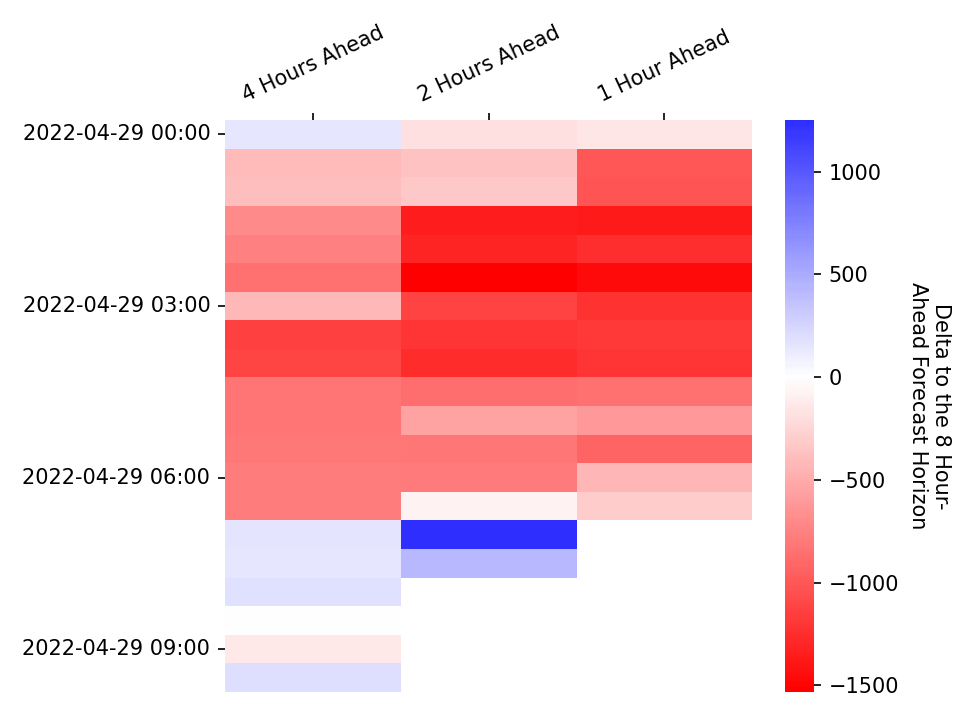 4 Hours Ahead
2 Hours Ahead
1 Hour Ahead
2022-04-29 00:00
2022-04-29 03:00
2022-04-29 06:00
2022-04-29 09:00
1000
500
0
−500
−1000
−1500
Delta to the 8 Hour-
Ahead Forecast Horizon